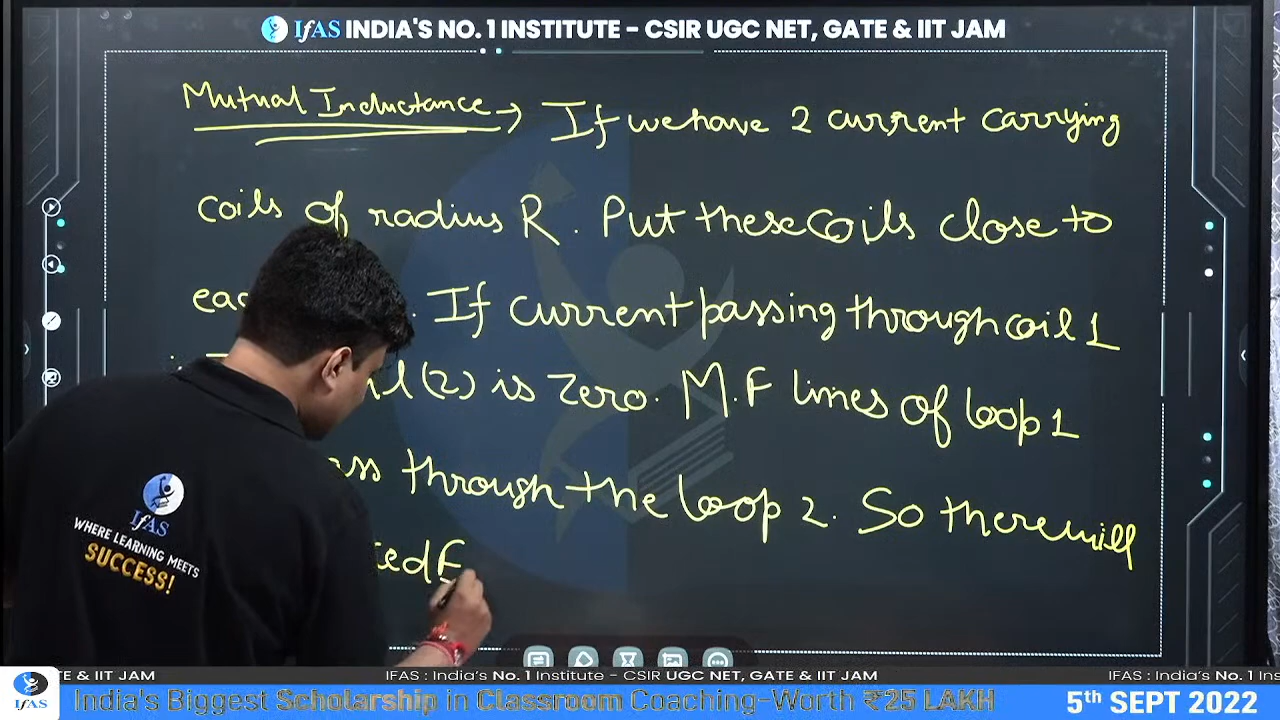 IfAS INDIA'S NO. 1 INSTITUTE - CSIR UGC NET, GATE & IIT JAM
Mutual Inductance → If we have 2 current carrying
coils of radius R. Put these coils close to
. If current passing through coil 1
(2) is zero. M.F lines of loop 1
through the loop 2. So there will
IfAS
WHERE LEARNING MEETS
SUCCESS!
TE & IIT JAM IFAS : India's No. 1 Institute - CSIR UGC NET, GATE & IIT JAM IFAS : India's No. 1 Ins
IFAS India's Biggest Scholarship in Classroom Coaching-Worth ₹25 LAKH 5th SEPT 2022